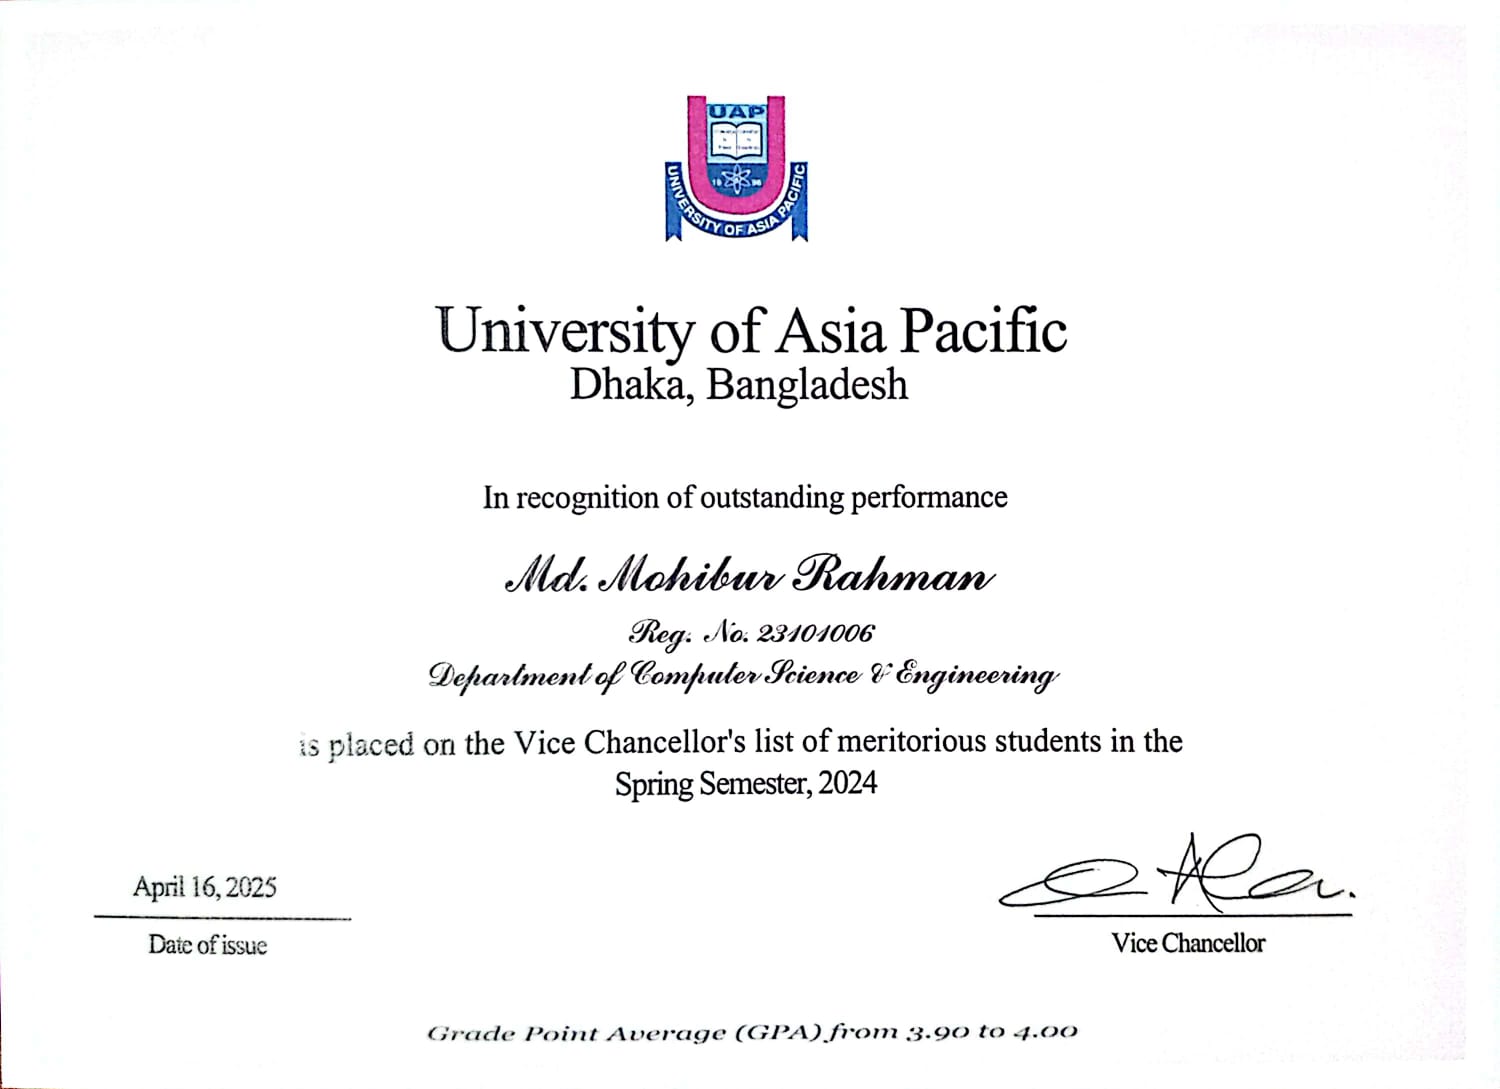 UAP
19 96
UNIVERSITY OF ASIA PACIFIC
University of Asia Pacific
Dhaka, Bangladesh
In recognition of outstanding performance
Md. Mohibur Rahman
Reg. No. 23101006
Department of Computer Science & Engineering
is placed on the Vice Chancellor's list of meritorious students in the
Spring Semester, 2024
April 16, 2025
Date of issue
Vice Chancellor
Grade Point Average (GPA) from 3.90 to 4.00